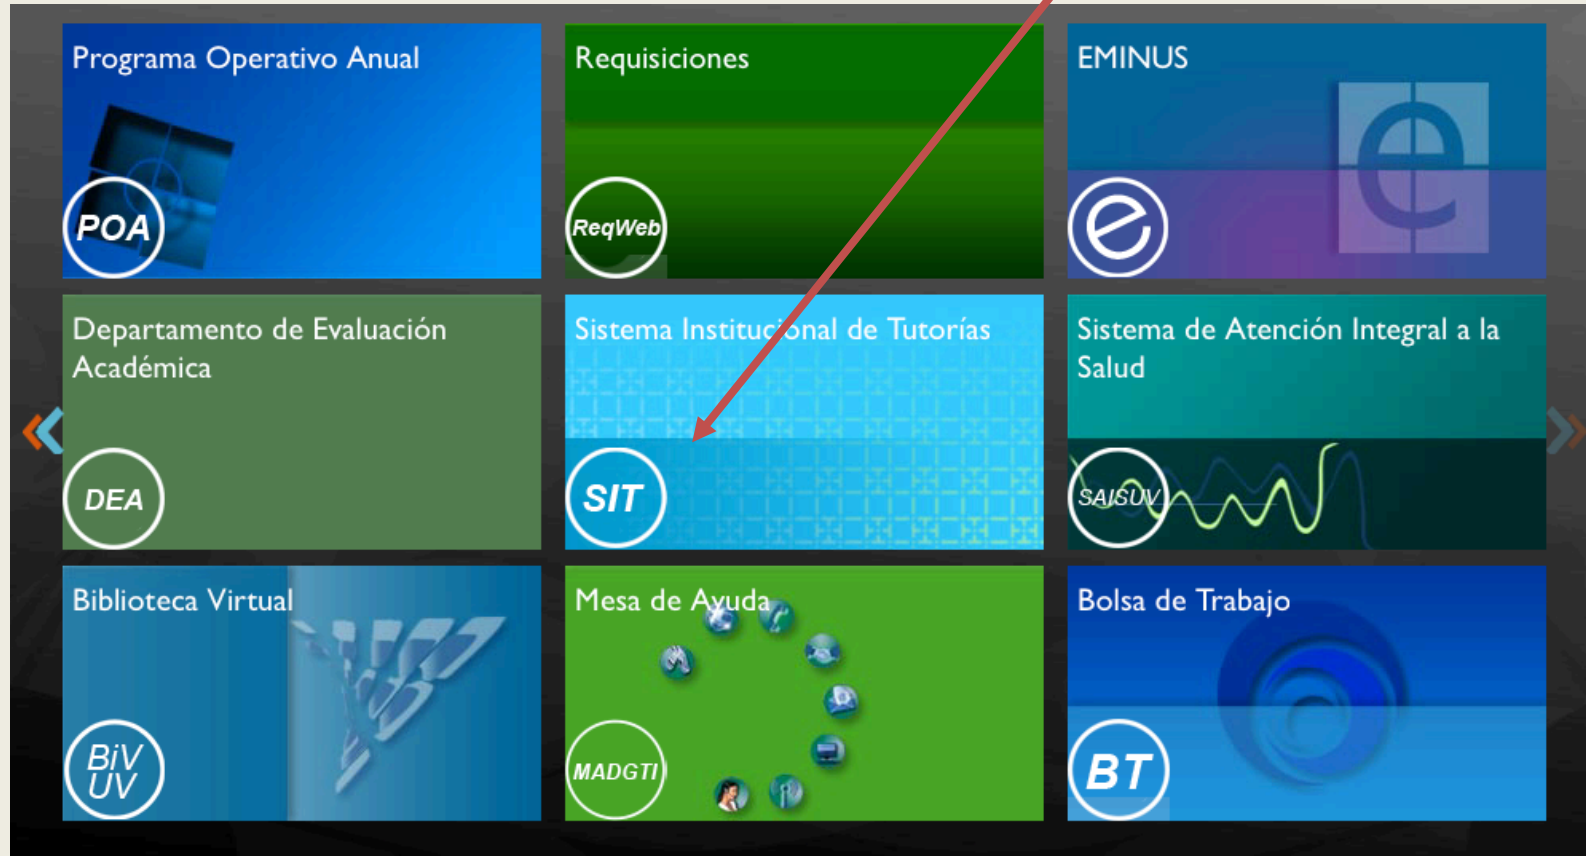 Programa Operativo Anual
POA
Requisiciones
ReqWeb
EMINUS
e
e
Departamento de Evaluación
Académica
DEA
Sistema Institucional de Tutorías
SIT
Sistema de Atención Integral a la
Salud
SAISUV
Biblioteca Virtual
BiV
UV
Mesa de Ayuda
MADGTI
Bolsa de Trabajo
BT